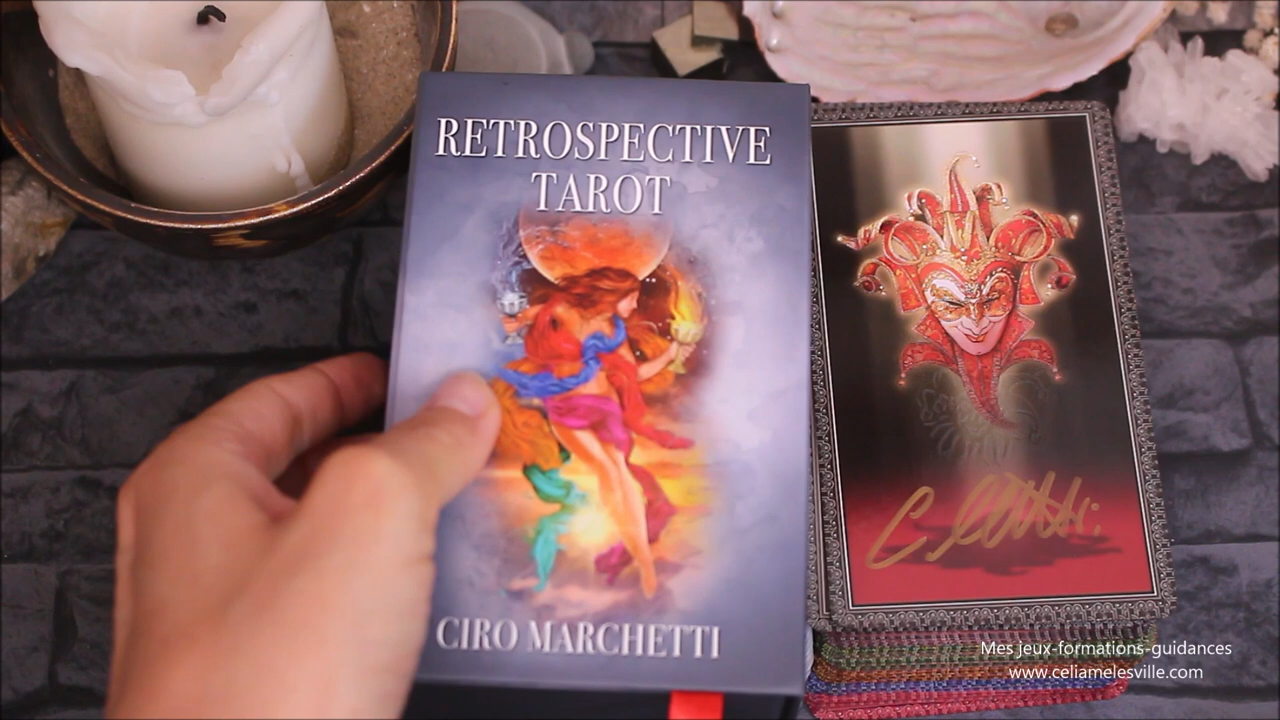 RETROSPECTIVE
TAROT
CIRO MARCHETTI
Mes jeux-formations-guidances
www.celiamelesville.com